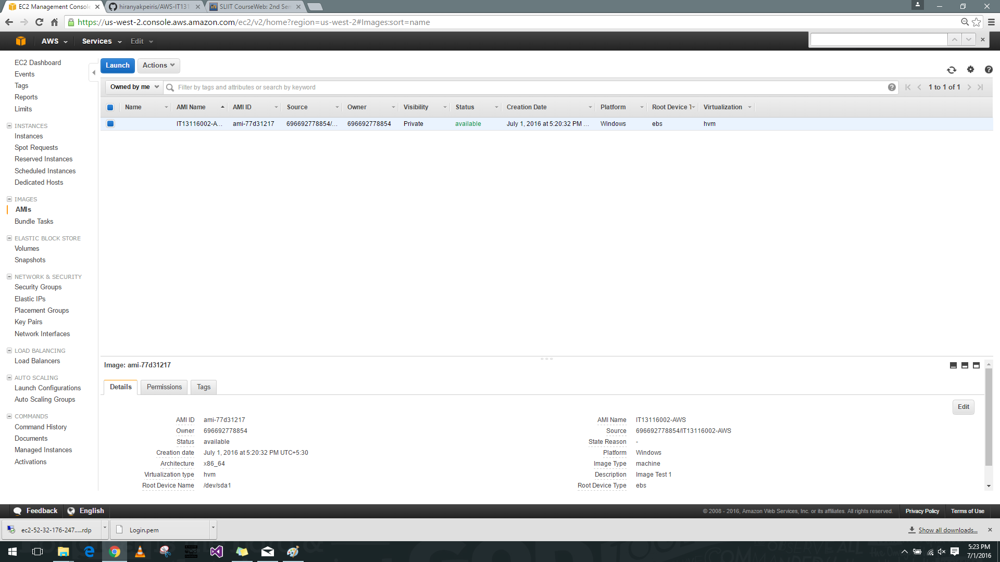 EC2 Management Console
hiranyakpeiris/AWS-IT131
SLIIT CourseWeb: 2nd Sem
https://us-west-2.console.aws.amazon.com/ec2/v2/home?region=us-west-2#Images:sort=name
AWS Services Edit
EC2 Dashboard
Events
Tags
Reports
Limits
INSTANCES
Instances
Spot Requests
Reserved Instances
Scheduled Instances
Dedicated Hosts
IMAGES
AMIs
Bundle Tasks
ELASTIC BLOCK STORE
Volumes
Snapshots
NETWORK & SECURITY
Security Groups
Elastic IPs
Placement Groups
Key Pairs
Network Interfaces
LOAD BALANCING
Load Balancers
AUTO SCALING
Launch Configurations
Auto Scaling Groups
COMMANDS
Command History
Documents
Managed Instances
Activations
Launch Actions
Owned by me Filter by tags and attributes or search by keyword 1 to 1 of 1
Name AMI Name AMI ID Source Owner Visibility Status Creation Date Platform Root Device T Virtualization
IT13116002-A... ami-77d31217 696692778854/... 696692778854 Private available July 1, 2016 at 5:20:32 PM ... Windows ebs hvm
Image: ami-77d31217
Details Permissions Tags
Edit
AMI ID ami-77d31217 AMI Name IT13116002-AWS
Owner 696692778854 Source 696692778854/IT13116002-AWS
Status available State Reason -
Creation date July 1, 2016 at 5:20:32 PM UTC+5:30 Platform Windows
Architecture x86_64 Image Type machine
Virtualization type hvm Description Image Test 1
Root Device Name /dev/sda1 Root Device Type ebs
Feedback English © 2008 - 2016, Amazon Web Services, Inc. or its affiliates. All rights reserved. Privacy Policy Terms of Use
ec2-52-32-176-247.....rdp Login.pem Show all downloads...
5:23 PM
7/1/2016